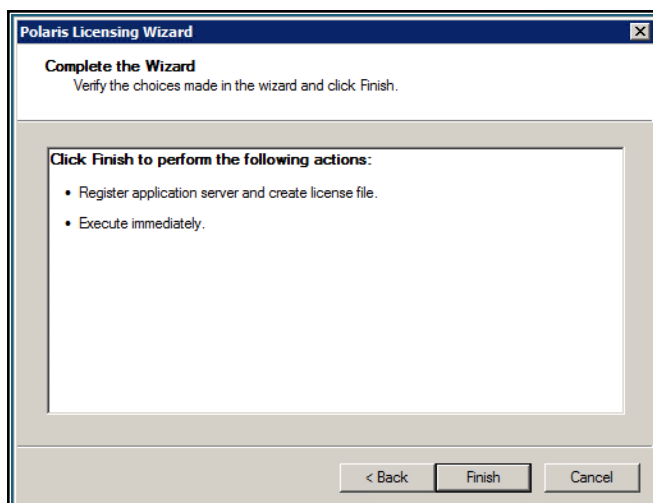 Polaris Licensing Wizard
Complete the Wizard
Verify the choices made in the wizard and click Finish.
Click Finish to perform the following actions:
• Register application server and create license file.
• Execute immediately.
< Back Finish Cancel